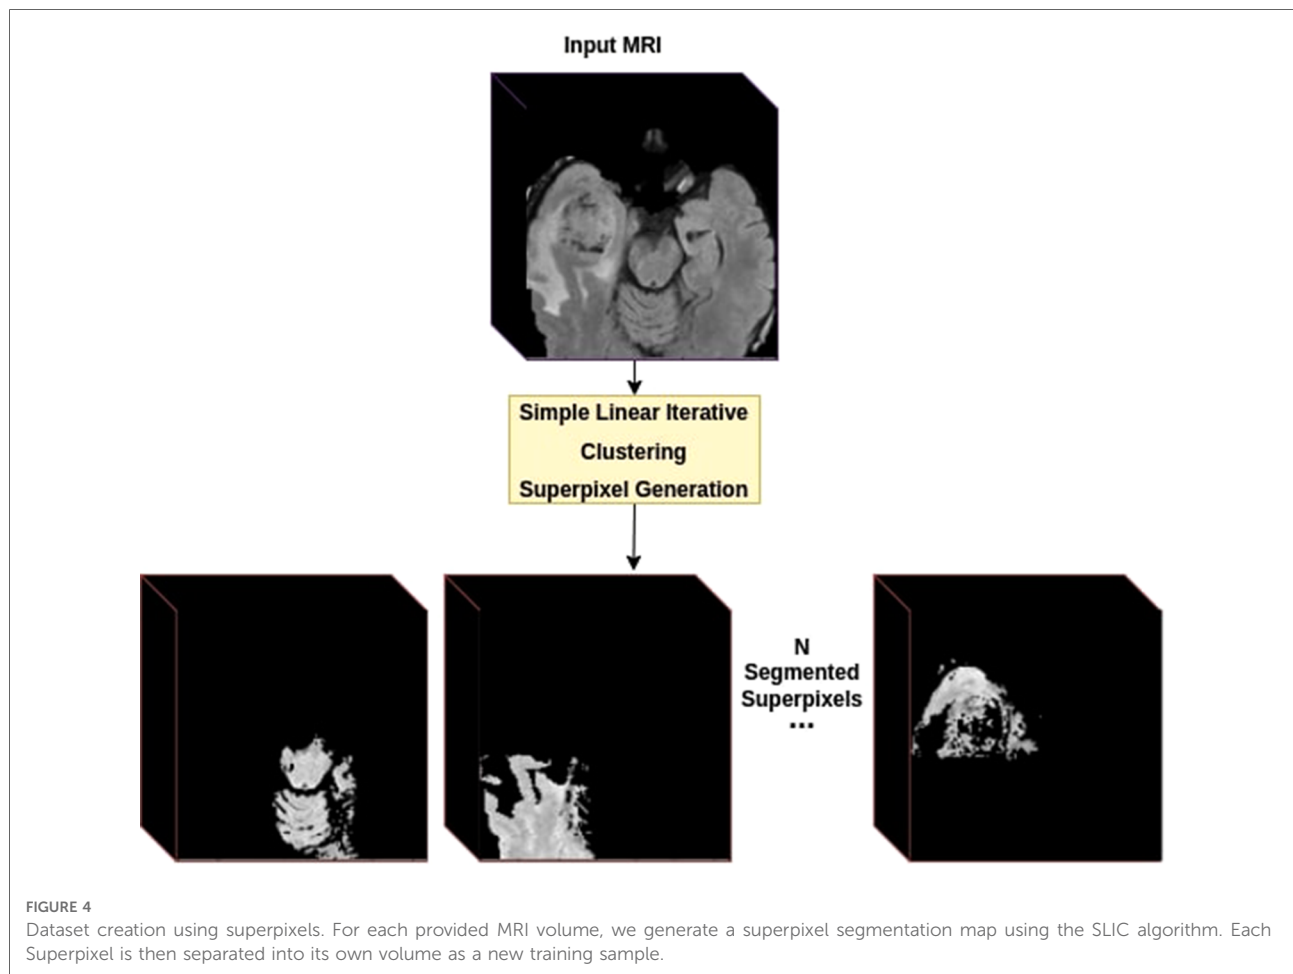 Input MRI
Simple Linear Iterative
Clustering
Superpixel Generation
N
Segmented
Superpixels
...
FIGURE 4
Dataset creation using superpixels. For each provided MRI volume, we generate a superpixel segmentation map using the SLIC algorithm. Each
Superpixel is then separated into its own volume as a new training sample.